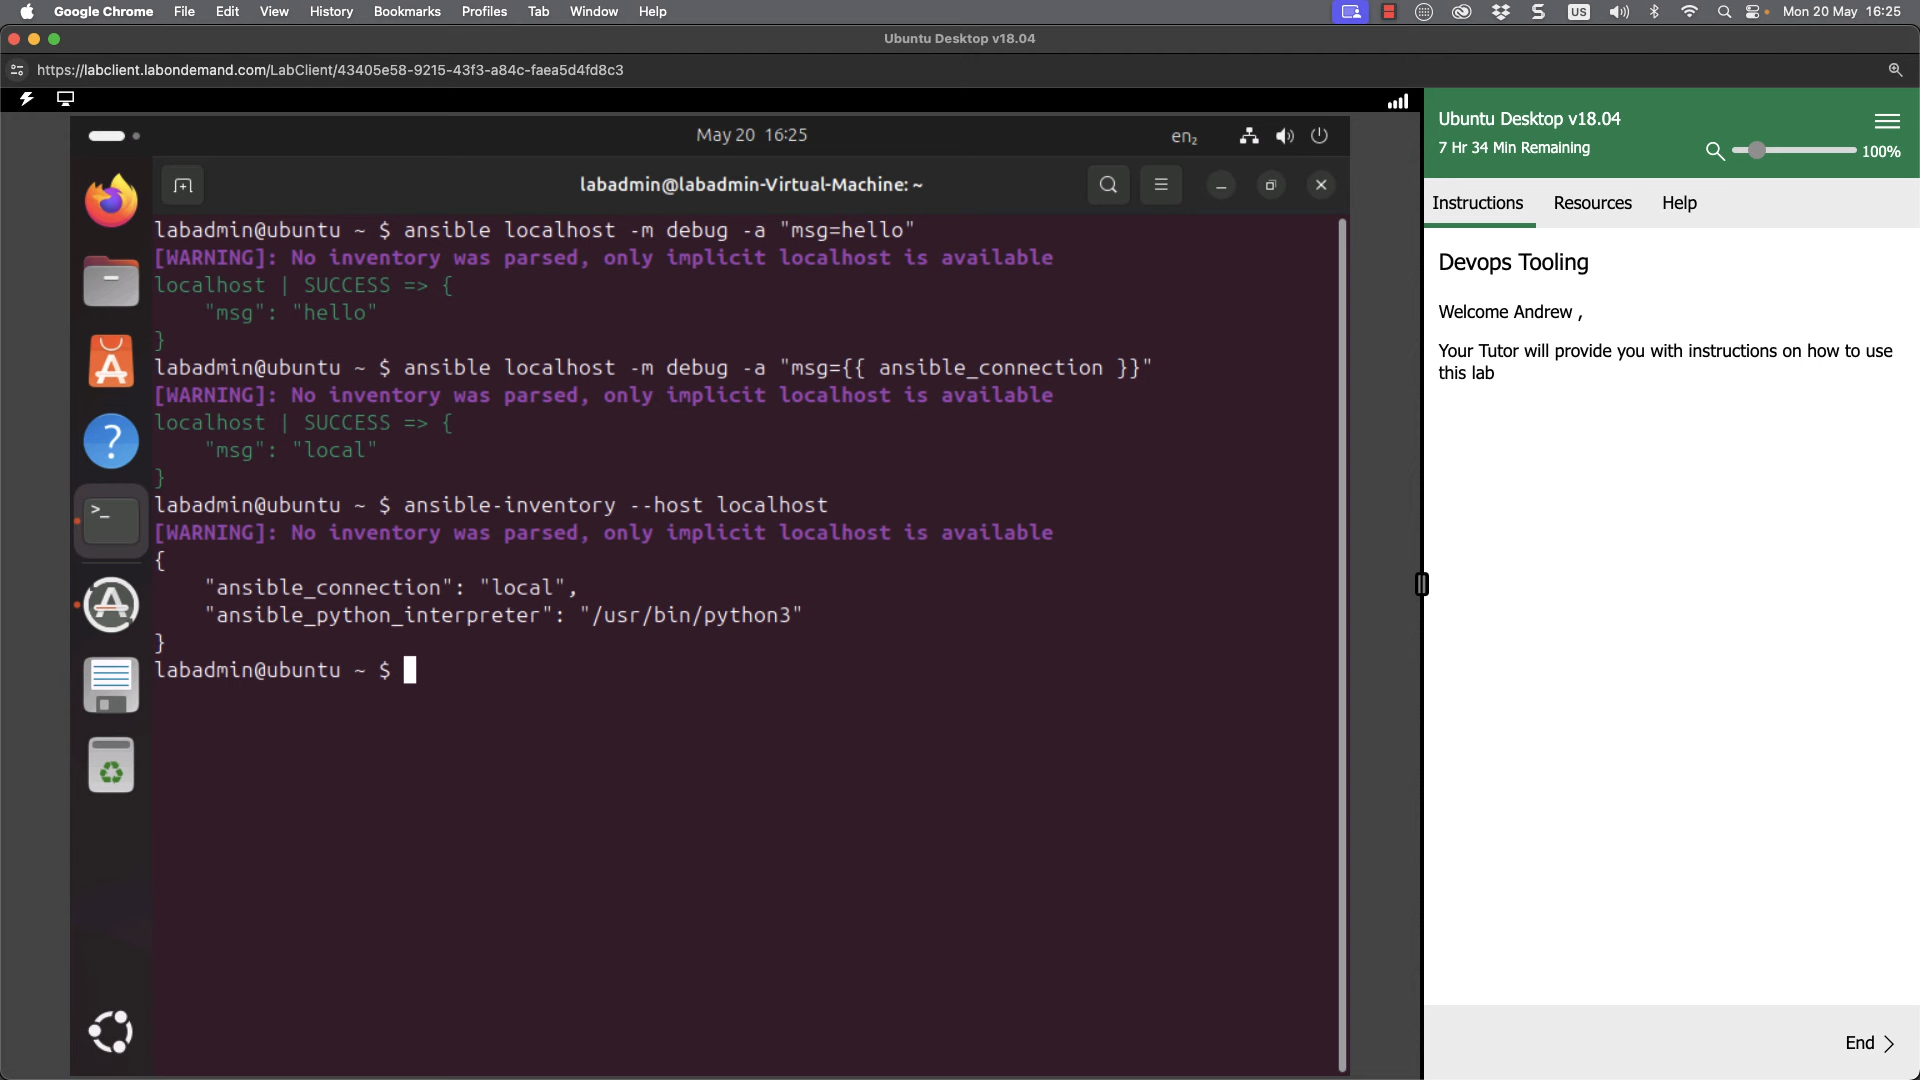 Google Chrome File Edit View History Bookmarks Profiles Tab Window Help US Mon 20 May 16:25
Ubuntu Desktop v18.04
https://labclient.labondemand.com/LabClient/43405e58-9215-43f3-a84c-faea5d4fd8c3
May 20 16:25 en₂
labadmin@labadmin-Virtual-Machine: ~
labadmin@ubuntu ~ $ ansible localhost -m debug -a "msg=hello"
[WARNING]: No inventory was parsed, only implicit localhost is available
localhost | SUCCESS => {
    "msg": "hello"
}
labadmin@ubuntu ~ $ ansible localhost -m debug -a "msg={{ ansible_connection }}"
[WARNING]: No inventory was parsed, only implicit localhost is available
localhost | SUCCESS => {
    "msg": "local"
}
labadmin@ubuntu ~ $ ansible-inventory --host localhost
[WARNING]: No inventory was parsed, only implicit localhost is available
{
    "ansible_connection": "local",
    "ansible_python_interpreter": "/usr/bin/python3"
}
labadmin@ubuntu ~ $
Ubuntu Desktop v18.04
7 Hr 34 Min Remaining
100%
Instructions Resources Help
Devops Tooling
Welcome Andrew ,
Your Tutor will provide you with instructions on how to use
this lab
End